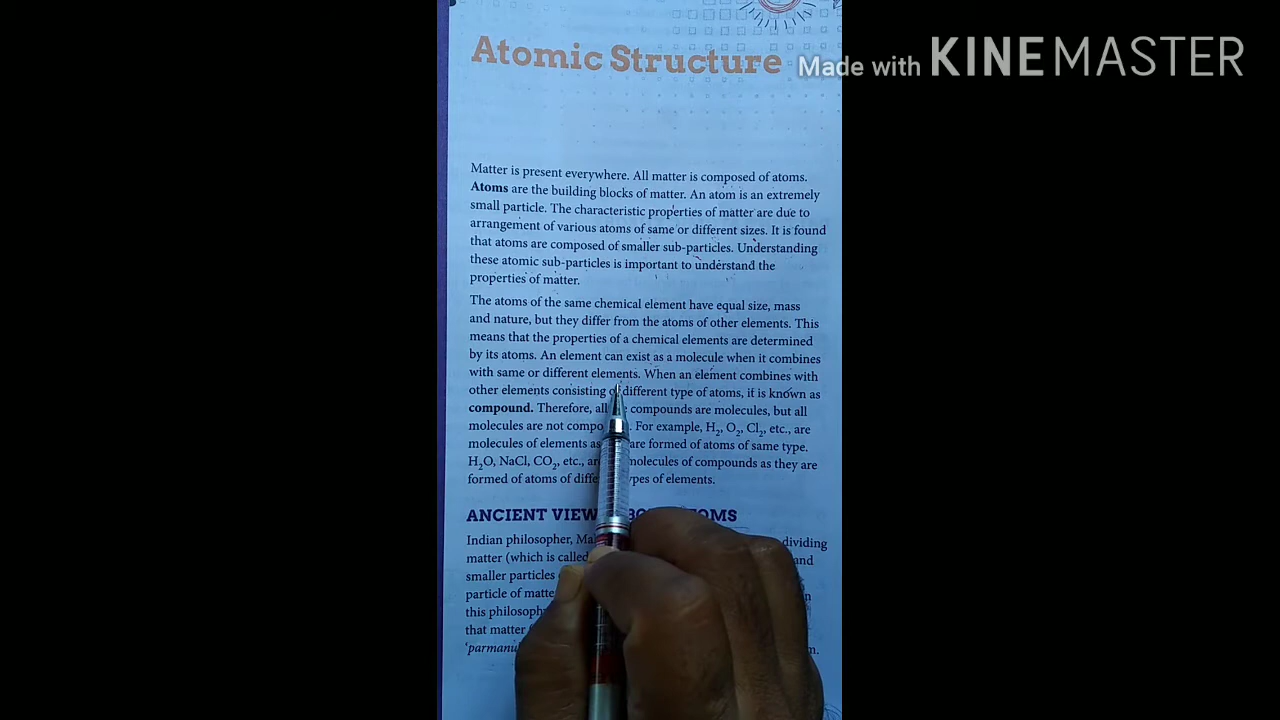 Atomic Structure
Made with KINEMASTER
Matter is present everywhere. All matter is composed of atoms.
Atoms are the building blocks of matter. An atom is an extremely
small particle. The characteristic properties of matter are due to
arrangement of various atoms of same or different sizes. It is found
that atoms are composed of smaller sub-particles. Understanding
these atomic sub-particles is important to understand the
properties of matter.
The atoms of the same chemical element have equal size, mass
and nature, but they differ from the atoms of other elements. This
means that the properties of a chemical elements are determined
by its atoms. An element can exist as a molecule when it combines
with same or different elements. When an element combines with
other elements consisting of different type of atoms, it is known as
compound. Therefore, all compounds are molecules, but all
molecules are not For example, H₂, O₂, Cl₂, etc., are
molecules of elements as are formed of atoms of same type.
H₂O, NaCl, CO₂, etc., molecules of compounds as they are
formed of atoms of of elements.
ANCIENT
Indian philosopher, dividing
matter (which is called and
smaller particles
particle of
this
that matter